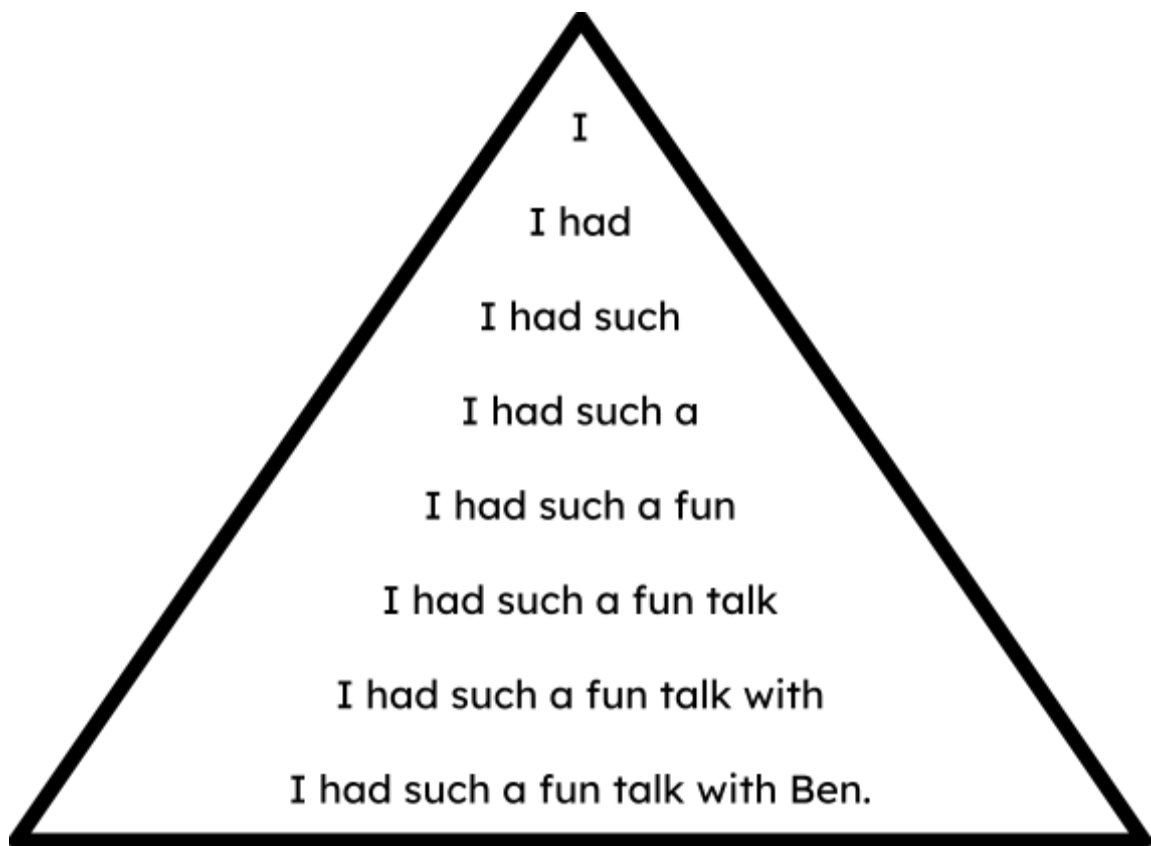 I
I had
I had such
I had such a
I had such a fun
I had such a fun talk
I had such a fun talk with
I had such a fun talk with Ben.